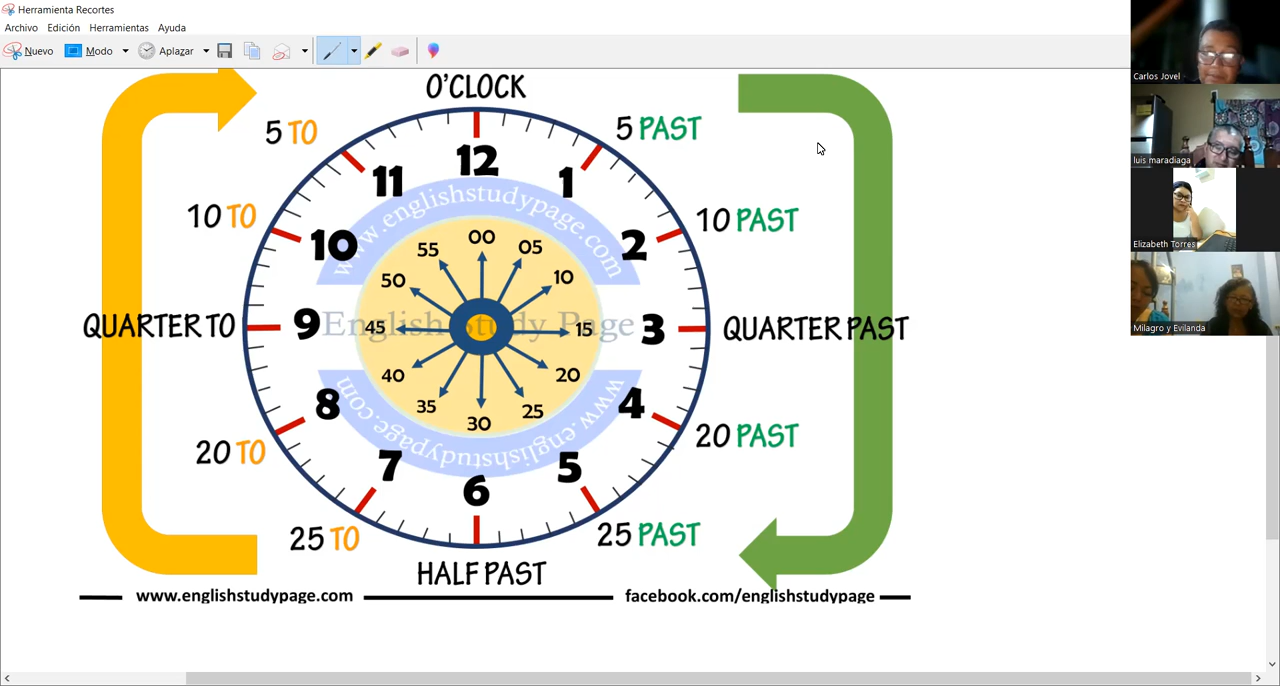 Herramienta Recortes
Archivo Edición Herramientas Ayuda
Nuevo Modo Aplazar
O'CLOCK
5 TO
5 PAST
12
11
1
10 TO
10 PAST
10
2
www.englishstudypage.com
00
55
05
50
10
QUARTER TO
9
45
English Study Page
15
3
QUARTER PAST
40
20
35
25
30
8
4
www.englishstudypage.com
20 TO
20 PAST
7
5
6
25 TO
25 PAST
HALF PAST
www.englishstudypage.com
facebook.com/englishstudypage
Carlos Jovel
luis maradiaga
Elizabeth Torres
Milagro y Evilanda